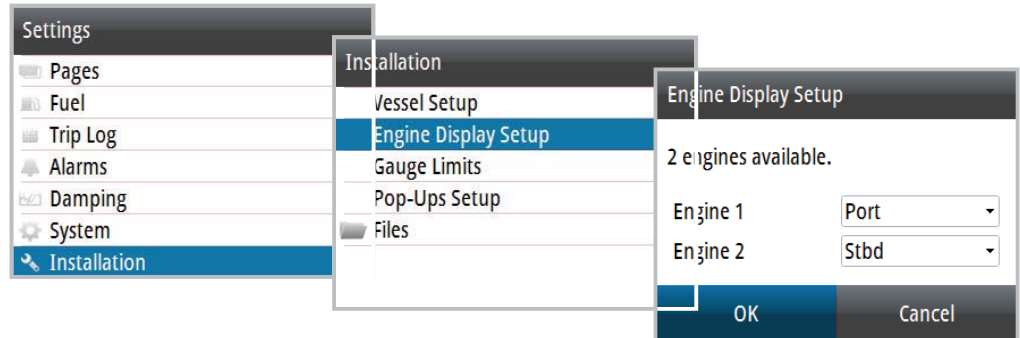 Settings
Pages
Fuel
Trip Log
Alarms
Damping
System
Installation
Installation
Vessel Setup
Engine Display Setup
Gauge Limits
Pop-Ups Setup
Files
Engine Display Setup
2 engines available.
Engine 1 Port
Engine 2 Stbd
OK Cancel